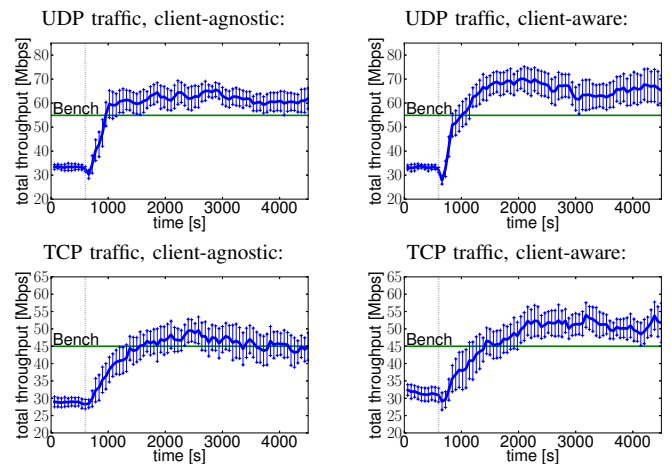 UDP traffic, client-agnostic:
UDP traffic, client-aware:
total throughput [Mbps]
80
70
60
50
40
30
20
Bench
0 1000 2000 3000 4000
time [s]
total throughput [Mbps]
80
70
60
50
40
30
20
Bench
0 1000 2000 3000 4000
time [s]
TCP traffic, client-agnostic:
TCP traffic, client-aware:
total throughput [Mbps]
65
60
55
50
45
40
35
30
25
20
Bench
0 1000 2000 3000 4000
time [s]
total throughput [Mbps]
65
60
55
50
45
40
35
30
25
20
Bench
0 1000 2000 3000 4000
time [s]